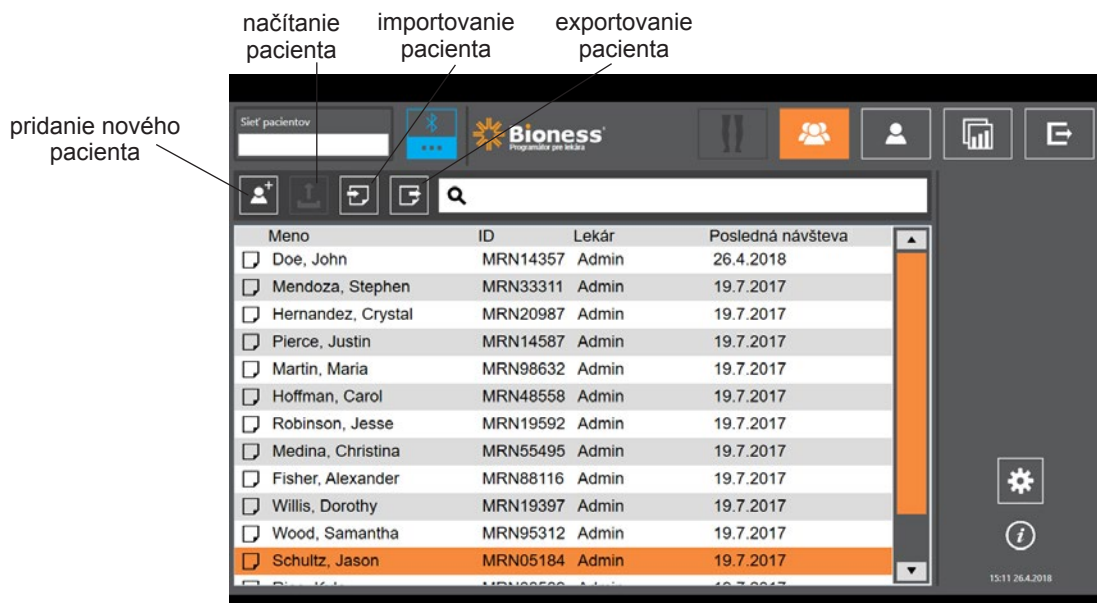 načítanie
pacienta
importovanie
pacienta
exportovanie
pacienta
pridanie nového
pacienta
Sieť pacientov
Bioness
Programátor pre lekára
Meno ID Lekár Posledná návšteva
Doe, John MRN14357 Admin 26.4.2018
Mendoza, Stephen MRN33311 Admin 19.7.2017
Hernandez, Crystal MRN20987 Admin 19.7.2017
Pierce, Justin MRN14587 Admin 19.7.2017
Martin, Maria MRN98632 Admin 19.7.2017
Hoffman, Carol MRN48558 Admin 19.7.2017
Robinson, Jesse MRN19592 Admin 19.7.2017
Medina, Christina MRN55495 Admin 19.7.2017
Fisher, Alexander MRN88116 Admin 19.7.2017
Willis, Dorothy MRN19397 Admin 19.7.2017
Wood, Samantha MRN95312 Admin 19.7.2017
Schultz, Jason MRN05184 Admin 19.7.2017
15:11 26.4.2018